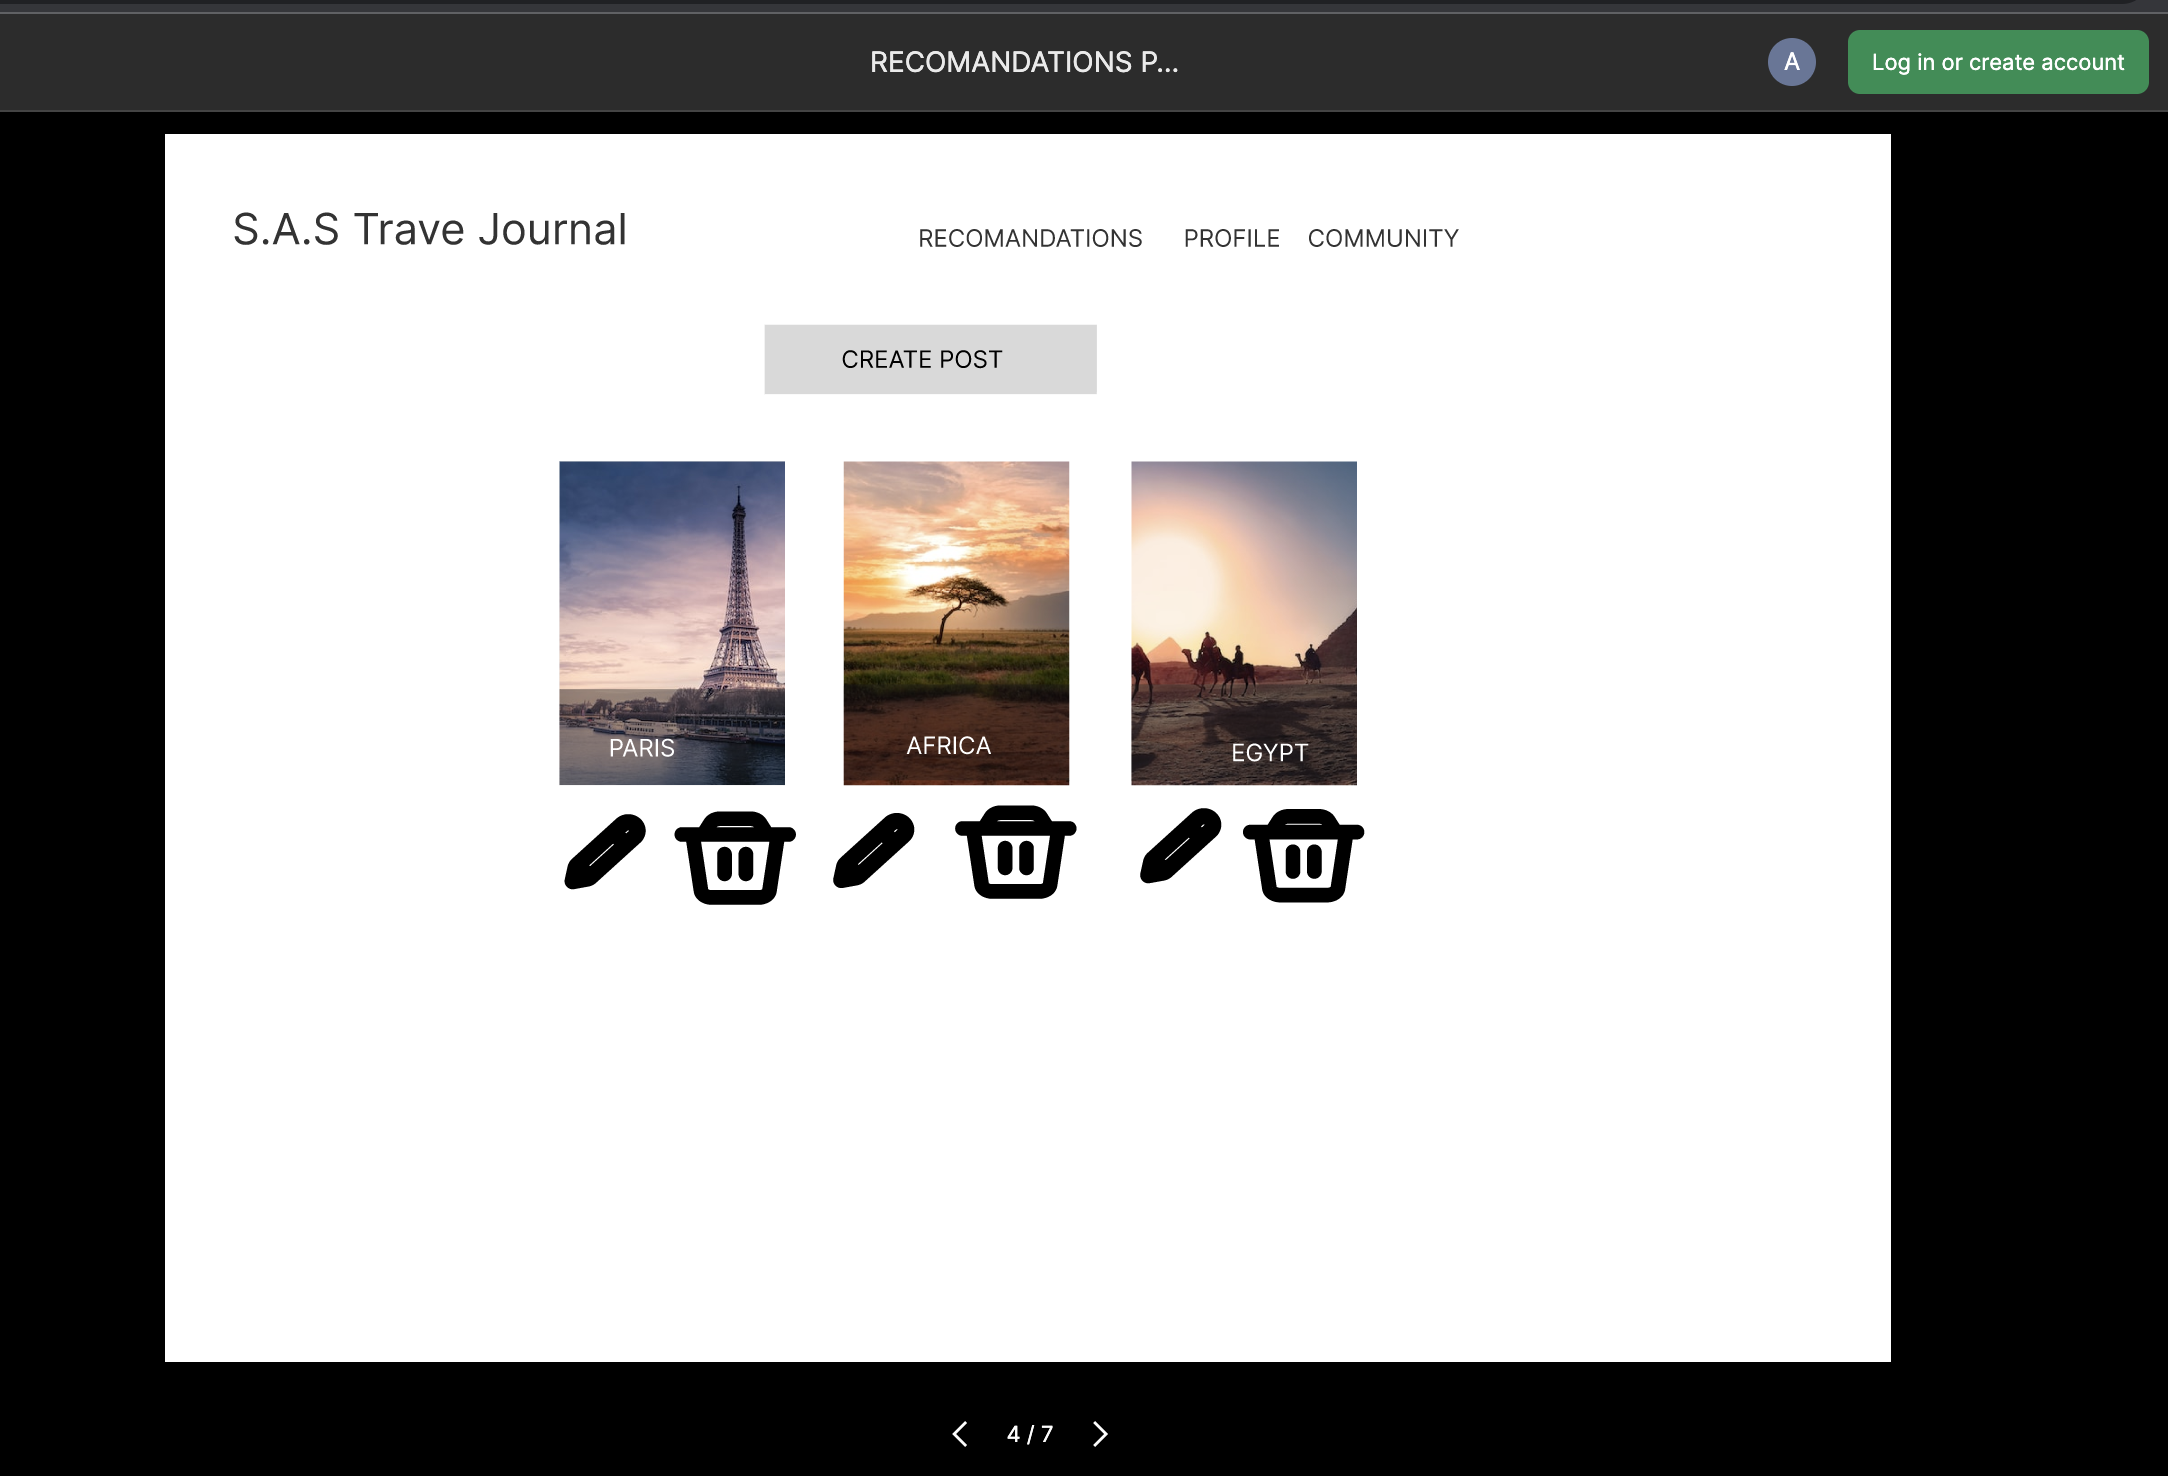 RECOMANDATIONS P...
A
Log in or create account
S.A.S Trave Journal
RECOMANDATIONS PROFILE COMMUNITY
CREATE POST
PARIS
AFRICA
EGYPT
4 / 7